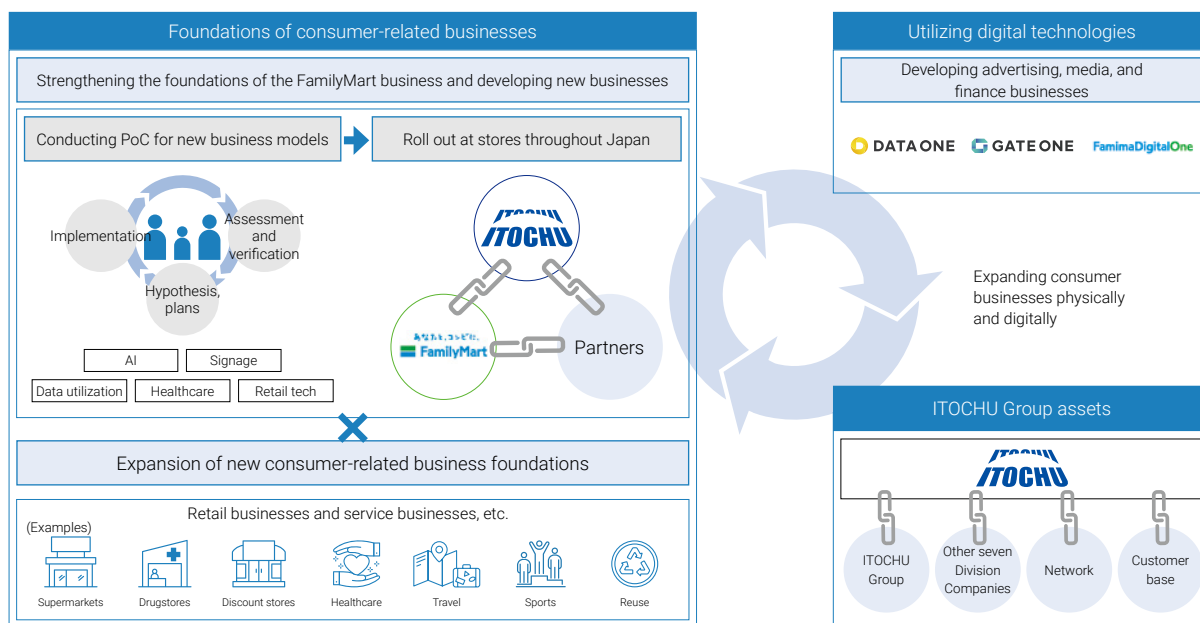 Foundations of consumer-related businesses
Strengthening the foundations of the FamilyMart business and developing new businesses
Conducting PoC for new business models
Roll out at stores throughout Japan
Implementation
Assessment
and
verification
Hypothesis,
plans
AI
Signage
Data utilization
Healthcare
Retail tech
ITOCHU
ITOCHU
あなたと、コンビに、
FamilyMart
Partners
Expansion of new consumer-related business foundations
Retail businesses and service businesses, etc.
(Examples)
Supermarkets
Drugstores
Discount stores
Healthcare
Travel
Sports
Reuse
Utilizing digital technologies
Developing advertising, media, and
finance businesses
DATAONE
GATEONE
FamimaDigitalOne
Expanding consumer
businesses physically
and digitally
ITOCHU Group assets
ITOCHU
ITOCHU
ITOCHU
Group
Other seven
Division
Companies
Network
Customer
base